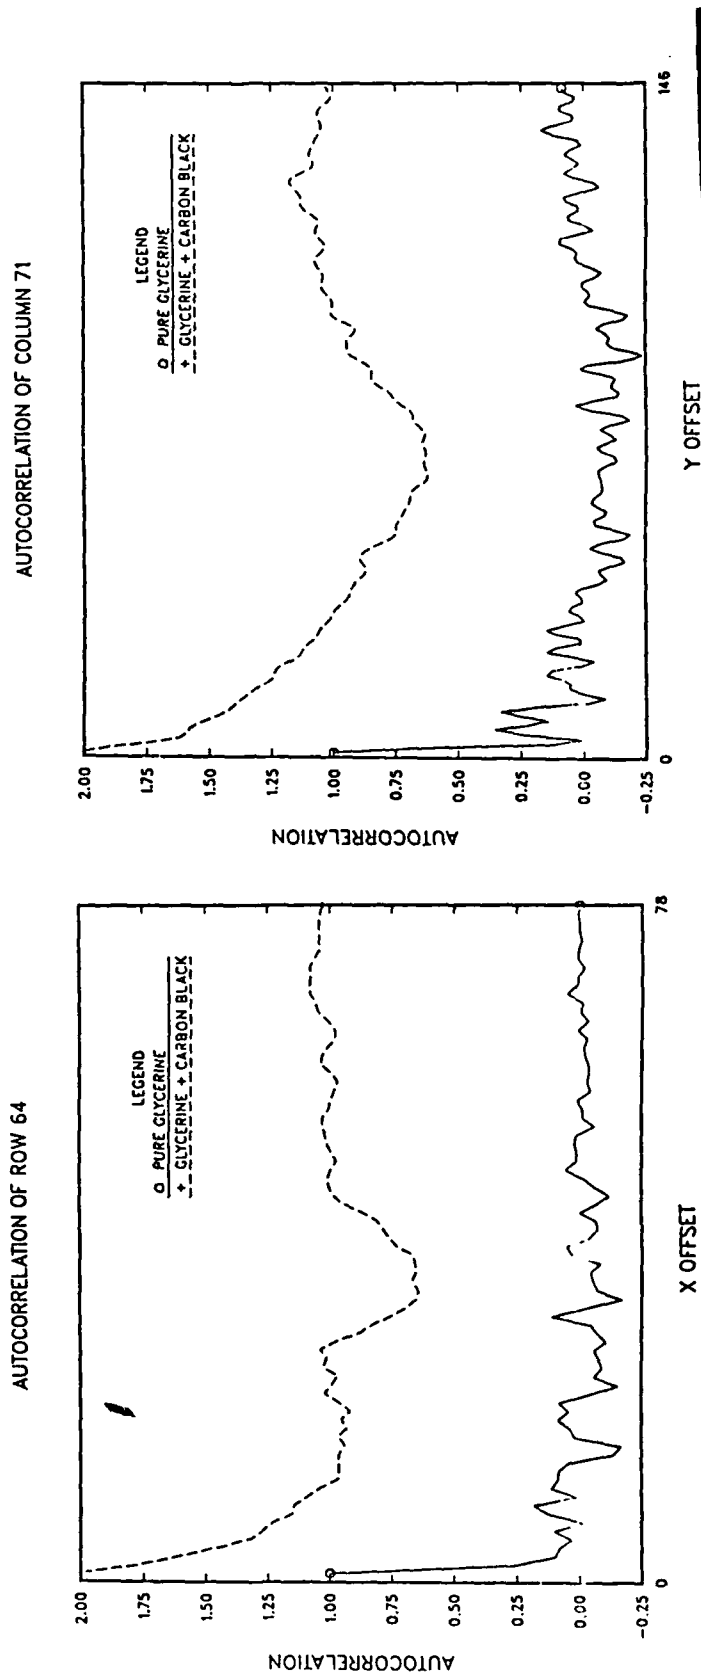 AUTOCORRELATION OF ROW 64
AUTOCORRELATION
2.00
1.75
1.50
1.25
1.00
0.75
0.50
0.25
0.00
-0.25
LEGEND
O PURE GLYCERINE
+ GLYCERINE + CARBON BLACK
0
78
X OFFSET
AUTOCORRELATION OF COLUMN 71
AUTOCORRELATION
2.00
1.75
1.50
1.25
1.00
0.75
0.50
0.25
0.00
-0.25
LEGEND
O PURE GLYCERINE
+ GLYCERINE + CARBON BLACK
0
146
Y OFFSET